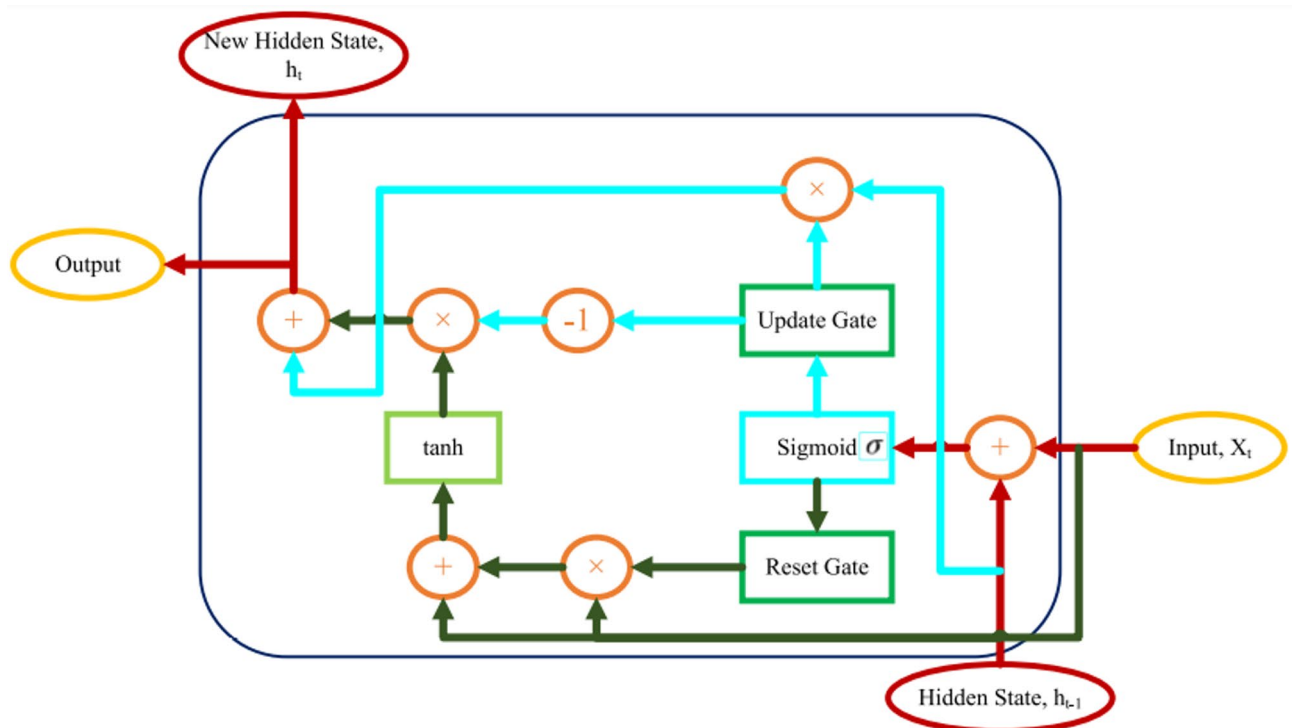 New Hidden State,
hₜ
×
Output
+
×
-1
Update Gate
tanh
Sigmoid σ
+
Input, Xₜ
+
×
Reset Gate
Hidden State, hₜ₋₁